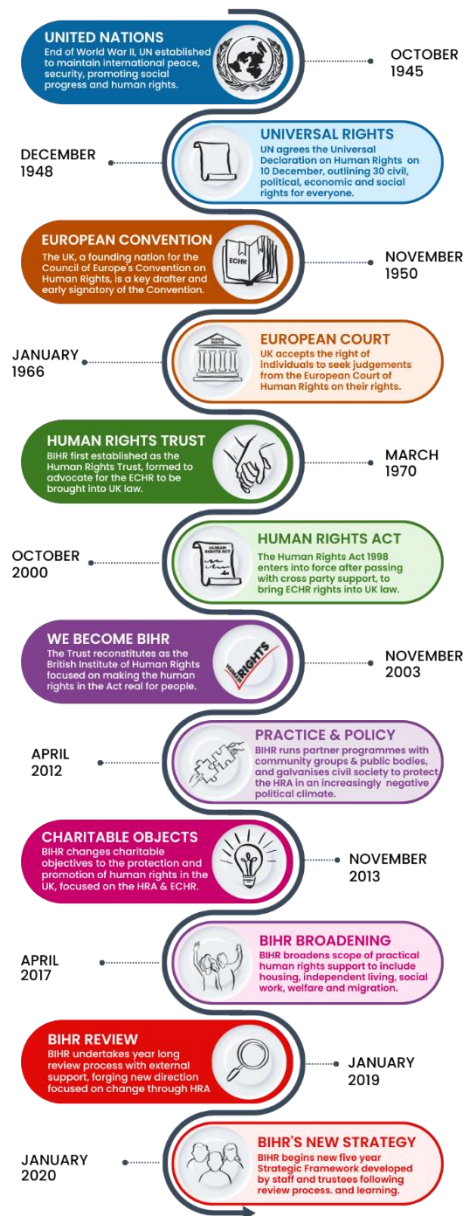 UNITED NATIONS
End of World War II, UN established
to maintain international peace,
security, promoting social
progress and human rights.
OCTOBER
1945
UNIVERSAL RIGHTS
UN agrees the Universal
Declaration on Human Rights on
10 December, outlining 30 civil,
political, economic and social
rights for everyone.
DECEMBER
1948
EUROPEAN CONVENTION
The UK, a founding nation for the
Council of Europe's Convention on
Human Rights, is a key drafter and
early signatory of the Convention.
ECHR
NOVEMBER
1950
EUROPEAN COURT
UK accepts the right of
individuals to seek judgements
from the European Court of
Human Rights on their rights.
HUMAN
RIGHTS
JANUARY
1966
HUMAN RIGHTS TRUST
BIHR first established as the
Human Rights Trust, formed to
advocate for the ECHR to be
brought into UK law.
MARCH
1970
HUMAN RIGHTS ACT
The Human Rights Act 1998
enters into force after passing
with cross party support, to
bring ECHR rights into UK law.
HUMAN
RIGHTS ACT
OCTOBER
2000
WE BECOME BIHR
The Trust reconstitutes as the
British Institute of Human Rights
focused on making the human
rights in the Act real for people.
HUMAN
RIGHTS
NOVEMBER
2003
PRACTICE & POLICY
BIHR runs partner programmes with
community groups & public bodies,
and galvanises civil society to protect
the HRA in an increasingly negative
political climate.
APRIL
2012
CHARITABLE OBJECTS
BIHR changes charitable
objectives to the protection and
promotion of human rights in the
UK, focused on the HRA & ECHR.
NOVEMBER
2013
BIHR BROADENING
BIHR broadens scope of practical
human rights support to include
housing, independent living, social
work, welfare and migration.
APRIL
2017
BIHR REVIEW
BIHR undertakes year long
review process with external
support, forging new direction
focused on change through HRA
JANUARY
2019
BIHR'S NEW STRATEGY
BIHR begins new five year
Strategic Framework developed
by staff and trustees following
review process. and learning.
JANUARY
2020